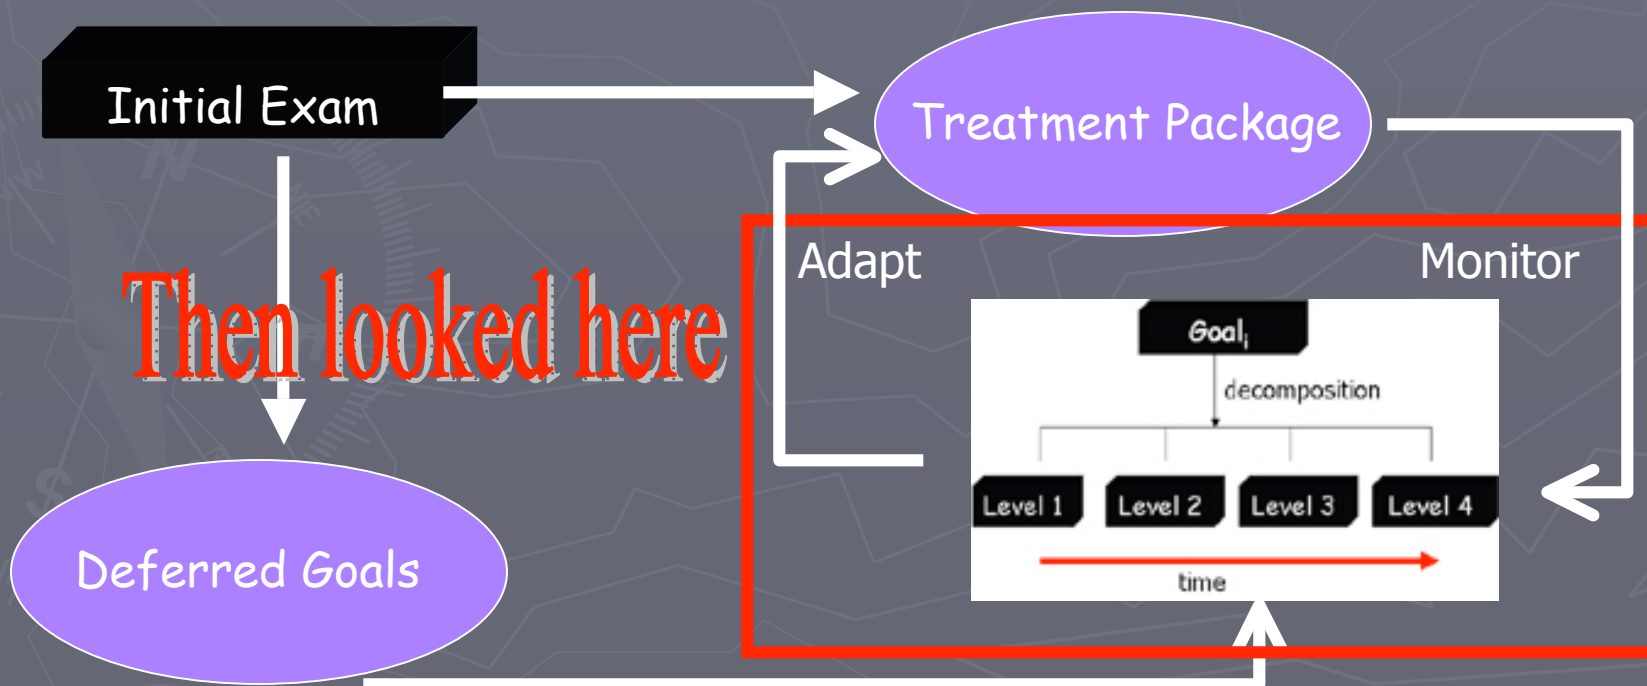 Initial Exam
Treatment Package
Adapt
Monitor
Then looked here
Goal i
decomposition
Level 1 Level 2 Level 3 Level 4
time
Deferred Goals